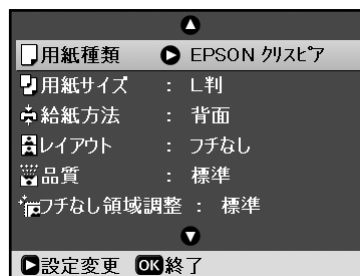 用紙種類 EPSON クリスピア
用紙サイズ : L判
給紙方法 : 背面
レイアウト : フチなし
品質 : 標準
フチなし領域調整 : 標準
設定変更 OK終了